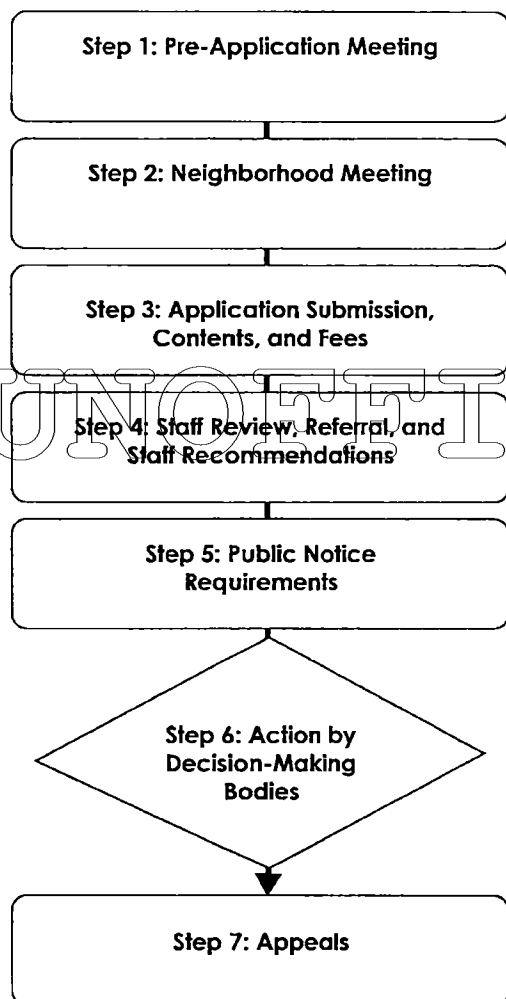 Step 1: Pre-Application Meeting
Step 2: Neighborhood Meeting
Step 3: Application Submission,
Contents, and Fees
UNOFFI
Step 4: Staff Review, Referral, and
Staff Recommendations
Step 5: Public Notice
Requirements
Step 6: Action by
Decision-Making
Bodies
Step 7: Appeals